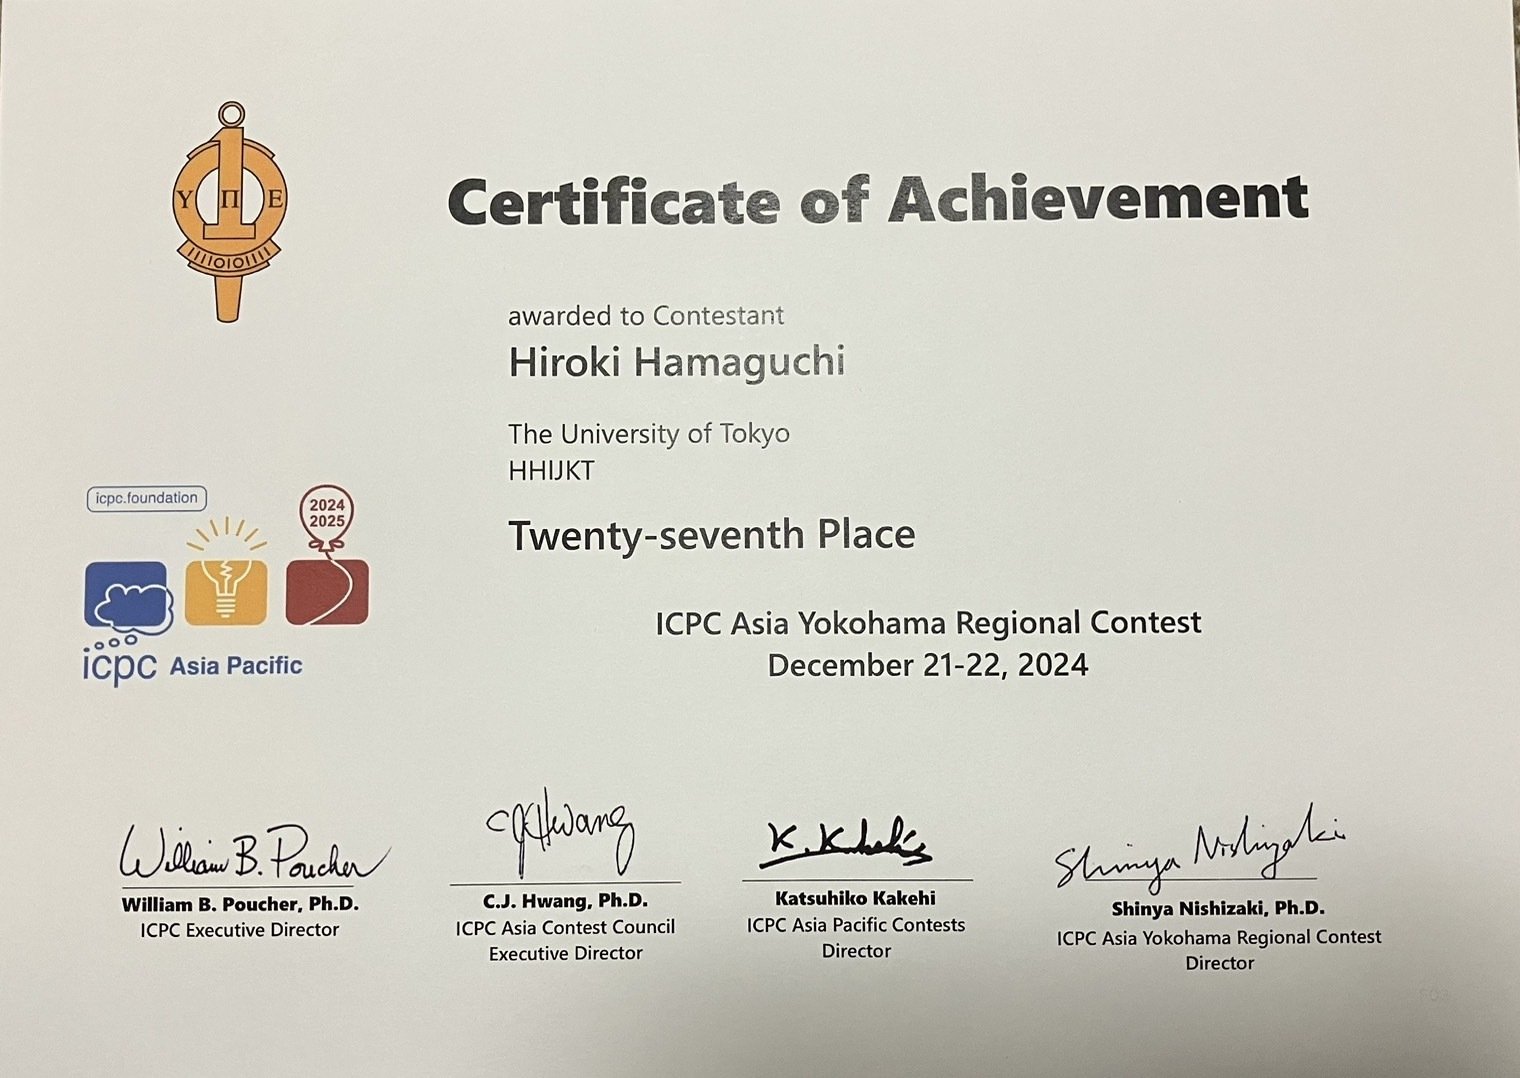 Υ Π Ε
111101011111
Certificate of Achievement
awarded to Contestant
Hiroki Hamaguchi
The University of Tokyo
HHIJKT
Twenty-seventh Place
ICPC Asia Yokohama Regional Contest
December 21-22, 2024
icpc.foundation
2024
2025
icpc Asia Pacific
William B. Poucher
William B. Poucher, Ph.D.
ICPC Executive Director
CJHwang
C.J. Hwang, Ph.D.
ICPC Asia Contest Council
Executive Director
K. Kakehi
Katsuhiko Kakehi
ICPC Asia Pacific Contests
Director
Shinya Nishizaki
Shinya Nishizaki, Ph.D.
ICPC Asia Yokohama Regional Contest
Director